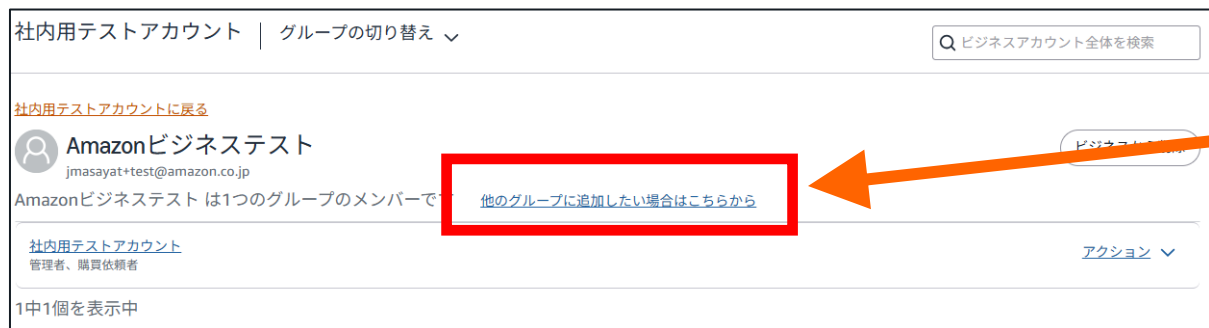 社内用テストアカウント | グループの切り替え
ビジネスアカウント全体を検索
社内用テストアカウントに戻る
Amazonビジネステスト
jmasayat+test@amazon.co.jp
Amazonビジネステスト は1つのグループのメンバーで 他のグループに追加したい場合はこちらから
社内用テストアカウント
管理者、購買依頼者
アクション
1中1個を表示中